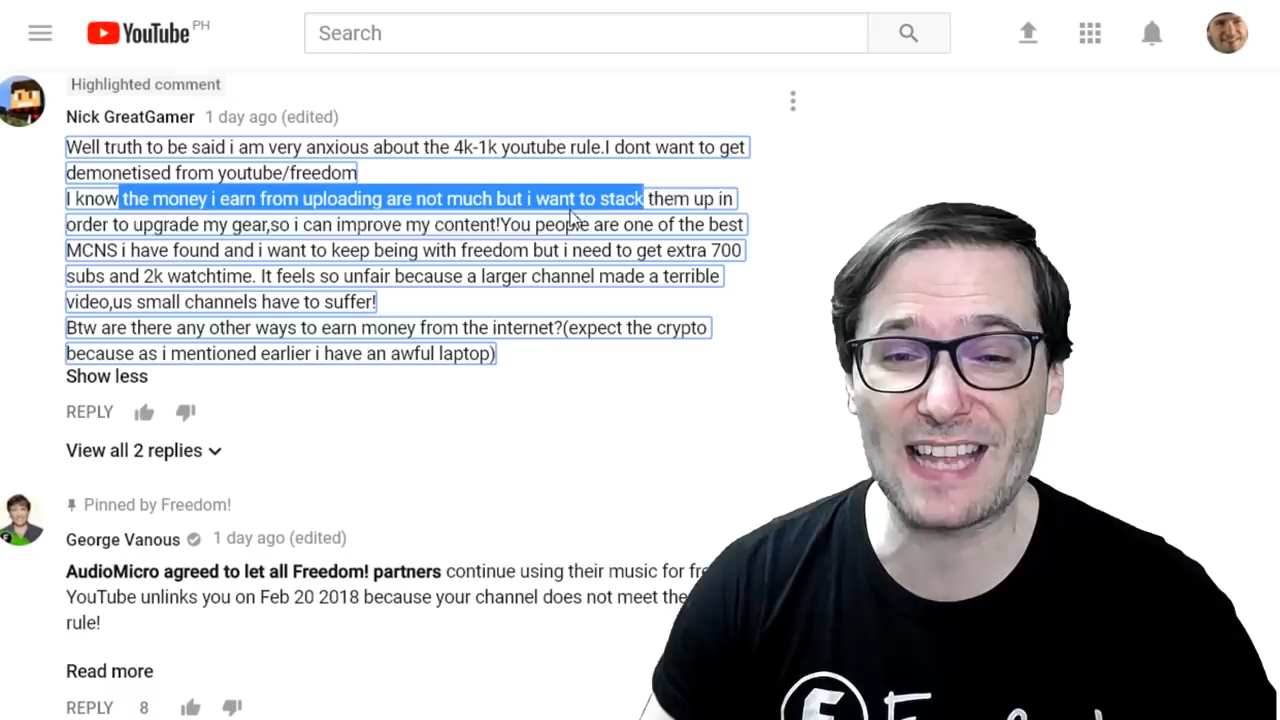 YouTube PH
Search
Highlighted comment
Nick GreatGamer 1 day ago (edited)
Well truth to be said i am very anxious about the 4k-1k youtube rule.I dont want to get
demonetised from youtube/freedom
I know the money i earn from uploading are not much but i want to stack them up in
order to upgrade my gear,so i can improve my content!You people are one of the best
MCNS i have found and i want to keep being with freedom but i need to get extra 700
subs and 2k watchtime. It feels so unfair because a larger channel made a terrible
video,us small channels have to suffer!
Btw are there any other ways to earn money from the internet?(expect the crypto
because as i mentioned earlier i have an awful laptop)
Show less
REPLY
View all 2 replies
Pinned by Freedom!
George Vanous 1 day ago (edited)
AudioMicro agreed to let all Freedom! partners continue using their music for
YouTube unlinks you on Feb 20 2018 because your channel does not meet the
rule!
Read more
REPLY 8